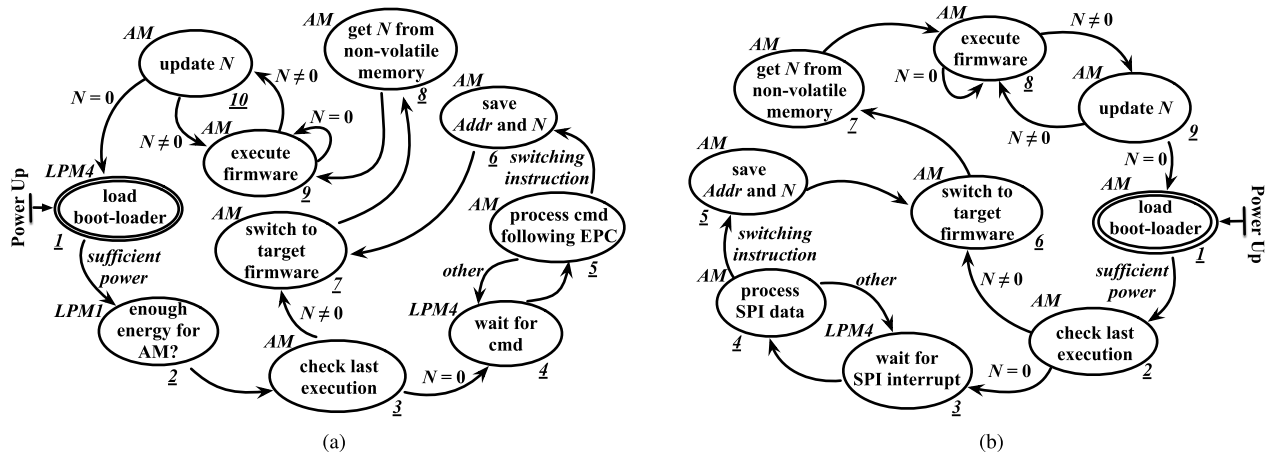 AM
update N
10
N = 0
N ≠ 0
N ≠ 0
AM
get N from
non-volatile
memory
8
AM
N = 0
execute
firmware
9
AM
save
Addr and N
6
switching
instruction
LPM4
load
boot-loader
1
Power Up
sufficient
power
AM
switch to
target
firmware
7
AM
process cmd
following EPC
5
other
LPM1
enough
energy for
AM?
2
N ≠ 0
AM
check last
execution
3
N = 0
LPM4
wait for
cmd
4
(a)
AM
execute
firmware
8
N = 0
N ≠ 0
AM
get N from
non-volatile
memory
7
AM
update N
9
N ≠ 0
N = 0
AM
save
Addr and N
5
switching
instruction
AM
switch to
target
firmware
6
AM
load
boot-loader
1
Power Up
sufficient
power
AM
process
SPI data
4
other
N ≠ 0
AM
check last
execution
2
LPM4
wait for
SPI interrupt
3
N = 0
(b)